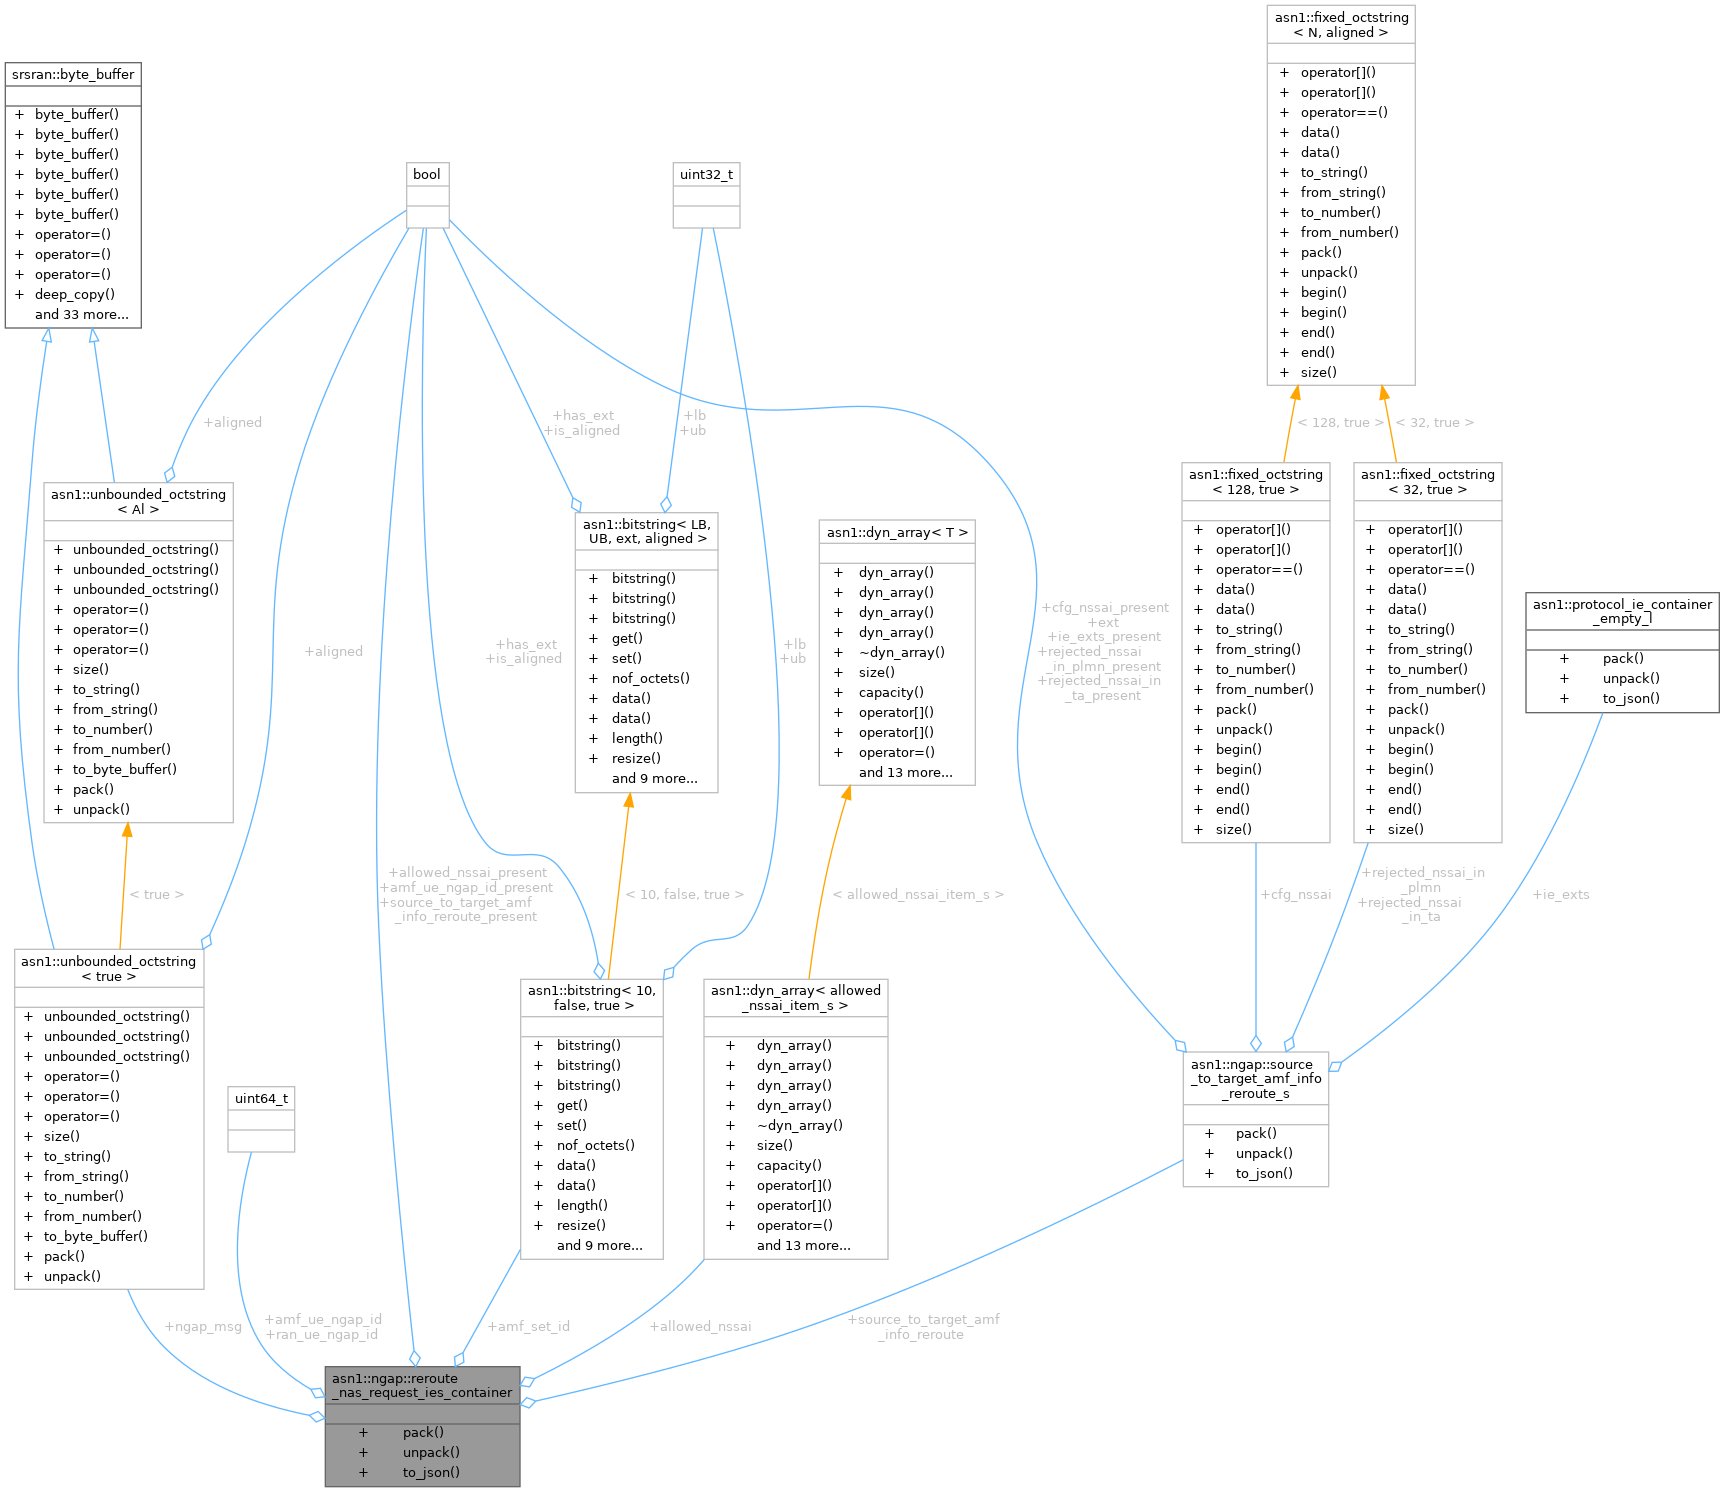 asn1::fixed_octstring
< N, aligned >
+ operator[]()
+ operator[]()
+ operator==()
+ data()
+ data()
+ to_string()
+ from_string()
+ to_number()
+ from_number()
+ pack()
+ unpack()
+ begin()
+ begin()
+ end()
+ end()
+ size()
srsran::byte_buffer
+ byte_buffer()
+ byte_buffer()
+ byte_buffer()
+ byte_buffer()
+ byte_buffer()
+ byte_buffer()
+ operator=()
+ operator=()
+ operator=()
+ deep_copy()
and 33 more...
bool
uint32_t
+aligned
+has_ext
+is_aligned
+lb
+ub
< 128, true >
< 32, true >
asn1::unbounded_octstring
< Al >
+ unbounded_octstring()
+ unbounded_octstring()
+ unbounded_octstring()
+ operator=()
+ operator=()
+ operator=()
+ size()
+ to_string()
+ from_string()
+ to_number()
+ from_number()
+ to_byte_buffer()
+ pack()
+ unpack()
+aligned
+has_ext
+is_aligned
asn1::bitstring< LB,
UB, ext, aligned >
+ bitstring()
+ bitstring()
+ bitstring()
+ get()
+ set()
+ nof_octets()
+ data()
+ data()
+ length()
+ resize()
and 9 more...
+lb
+ub
asn1::dyn_array< T >
+ dyn_array()
+ dyn_array()
+ dyn_array()
+ dyn_array()
+ ~dyn_array()
+ size()
+ capacity()
+ operator[]()
+ operator[]()
+ operator=()
and 13 more...
+cfg_nssai_present
+ext
+ie_exts_present
+rejected_nssai
_in_plmn_present
+rejected_nssai_in
_ta_present
asn1::fixed_octstring
< 128, true >
+ operator[]()
+ operator[]()
+ operator==()
+ data()
+ data()
+ to_string()
+ from_string()
+ to_number()
+ from_number()
+ pack()
+ unpack()
+ begin()
+ begin()
+ end()
+ end()
+ size()
asn1::fixed_octstring
< 32, true >
+ operator[]()
+ operator[]()
+ operator==()
+ data()
+ data()
+ to_string()
+ from_string()
+ to_number()
+ from_number()
+ pack()
+ unpack()
+ begin()
+ begin()
+ end()
+ end()
+ size()
asn1::protocol_ie_container
_empty_l
+ pack()
+ unpack()
+ to_json()
< true >
+allowed_nssai_present
+amf_ue_ngap_id_present
+source_to_target_amf
_info_reroute_present
< 10, false, true >
< allowed_nssai_item_s >
+cfg_nssai
+rejected_nssai_in
_plmn
+rejected_nssai
_in_ta
+ie_exts
asn1::unbounded_octstring
< true >
+ unbounded_octstring()
+ unbounded_octstring()
+ unbounded_octstring()
+ operator=()
+ operator=()
+ operator=()
+ size()
+ to_string()
+ from_string()
+ to_number()
+ from_number()
+ to_byte_buffer()
+ pack()
+ unpack()
uint64_t
asn1::bitstring< 10,
false, true >
+ bitstring()
+ bitstring()
+ bitstring()
+ get()
+ set()
+ nof_octets()
+ data()
+ data()
+ length()
+ resize()
and 9 more...
asn1::dyn_array< allowed
_nssai_item_s >
+ dyn_array()
+ dyn_array()
+ dyn_array()
+ dyn_array()
+ ~dyn_array()
+ size()
+ capacity()
+ operator[]()
+ operator[]()
+ operator=()
and 13 more...
asn1::ngap::source
_to_target_amf_info
_reroute_s
+ pack()
+ unpack()
+ to_json()
+ngap_msg
+amf_ue_ngap_id
+ran_ue_ngap_id
+amf_set_id
+allowed_nssai
+source_to_target_amf
_info_reroute
asn1::ngap::reroute
_nas_request_ies_container
+ pack()
+ unpack()
+ to_json()